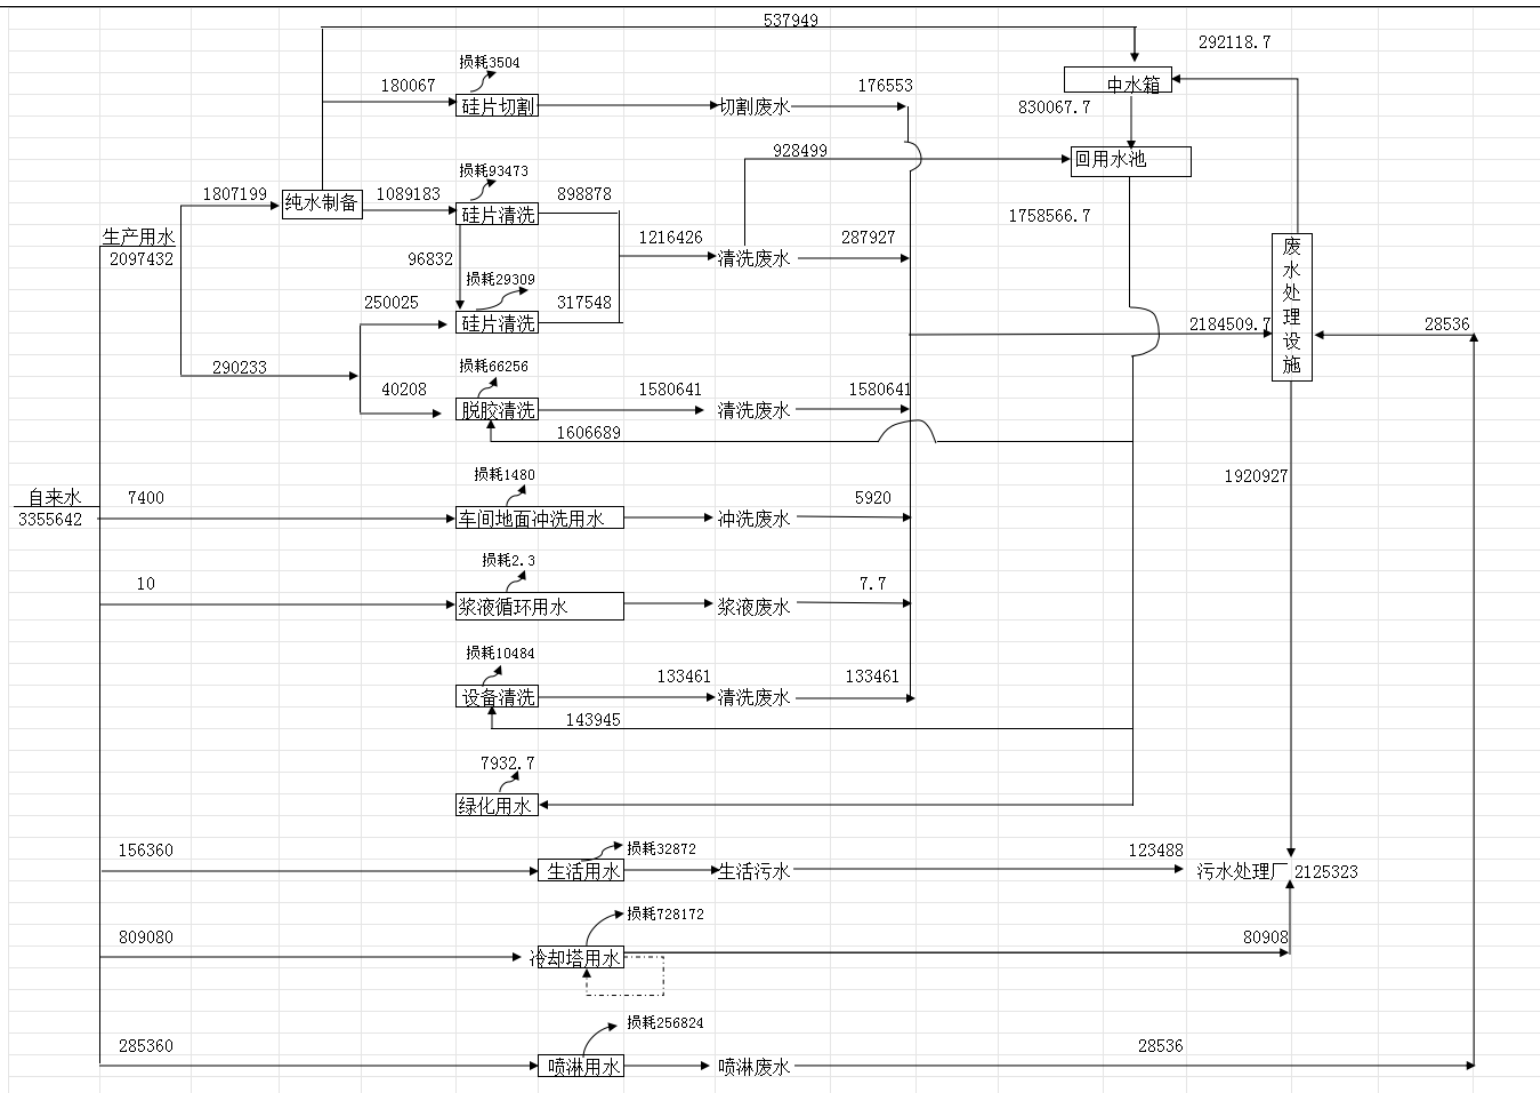 537949
292118.7
损耗3504
180067
硅片切割
切割废水
176553
中水箱
830067.7
928499
回用水池
损耗93473
1807199
纯水制备
1089183
硅片清洗
898878
1758566.7
生产用水
2097432
96832
1216426
清洗废水
287927
废水处理设施
损耗29309
250025
硅片清洗
317548
2184509.7
28536
290233
损耗66256
40208
脱胶清洗
1580641
清洗废水
1580641
1606689
1920927
自来水
3355642
7400
损耗1480
车间地面冲洗用水
冲洗废水
5920
10
损耗2.3
浆液循环用水
浆液废水
7.7
损耗10484
设备清洗
133461
清洗废水
133461
143945
7932.7
绿化用水
156360
损耗32872
生活用水
生活污水
123488
污水处理厂 2125323
809080
损耗728172
冷却塔用水
80908
285360
损耗256824
喷淋用水
喷淋废水
28536